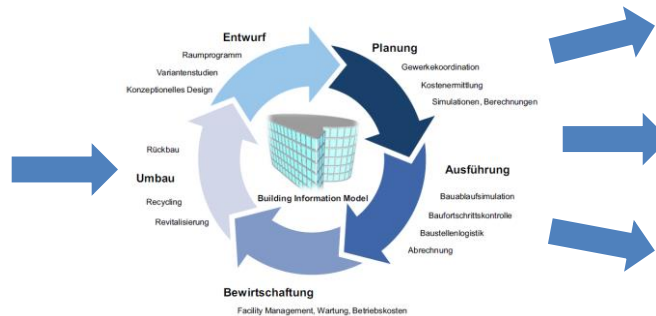 Entwurf
Raumprogramm
Variantenstudien
Konzeptionelles Design
Planung
Gewerkekoordination
Kostenermittlung
Simulationen, Berechnungen
Rückbau
Umbau
Recycling
Revitalisierung
Building Information Model
Ausführung
Bauablaufsimulation
Baufortschrittskontrolle
Baustellenlogistik
Abrechnung
Bewirtschaftung
Facility Management, Wartung, Betriebskosten